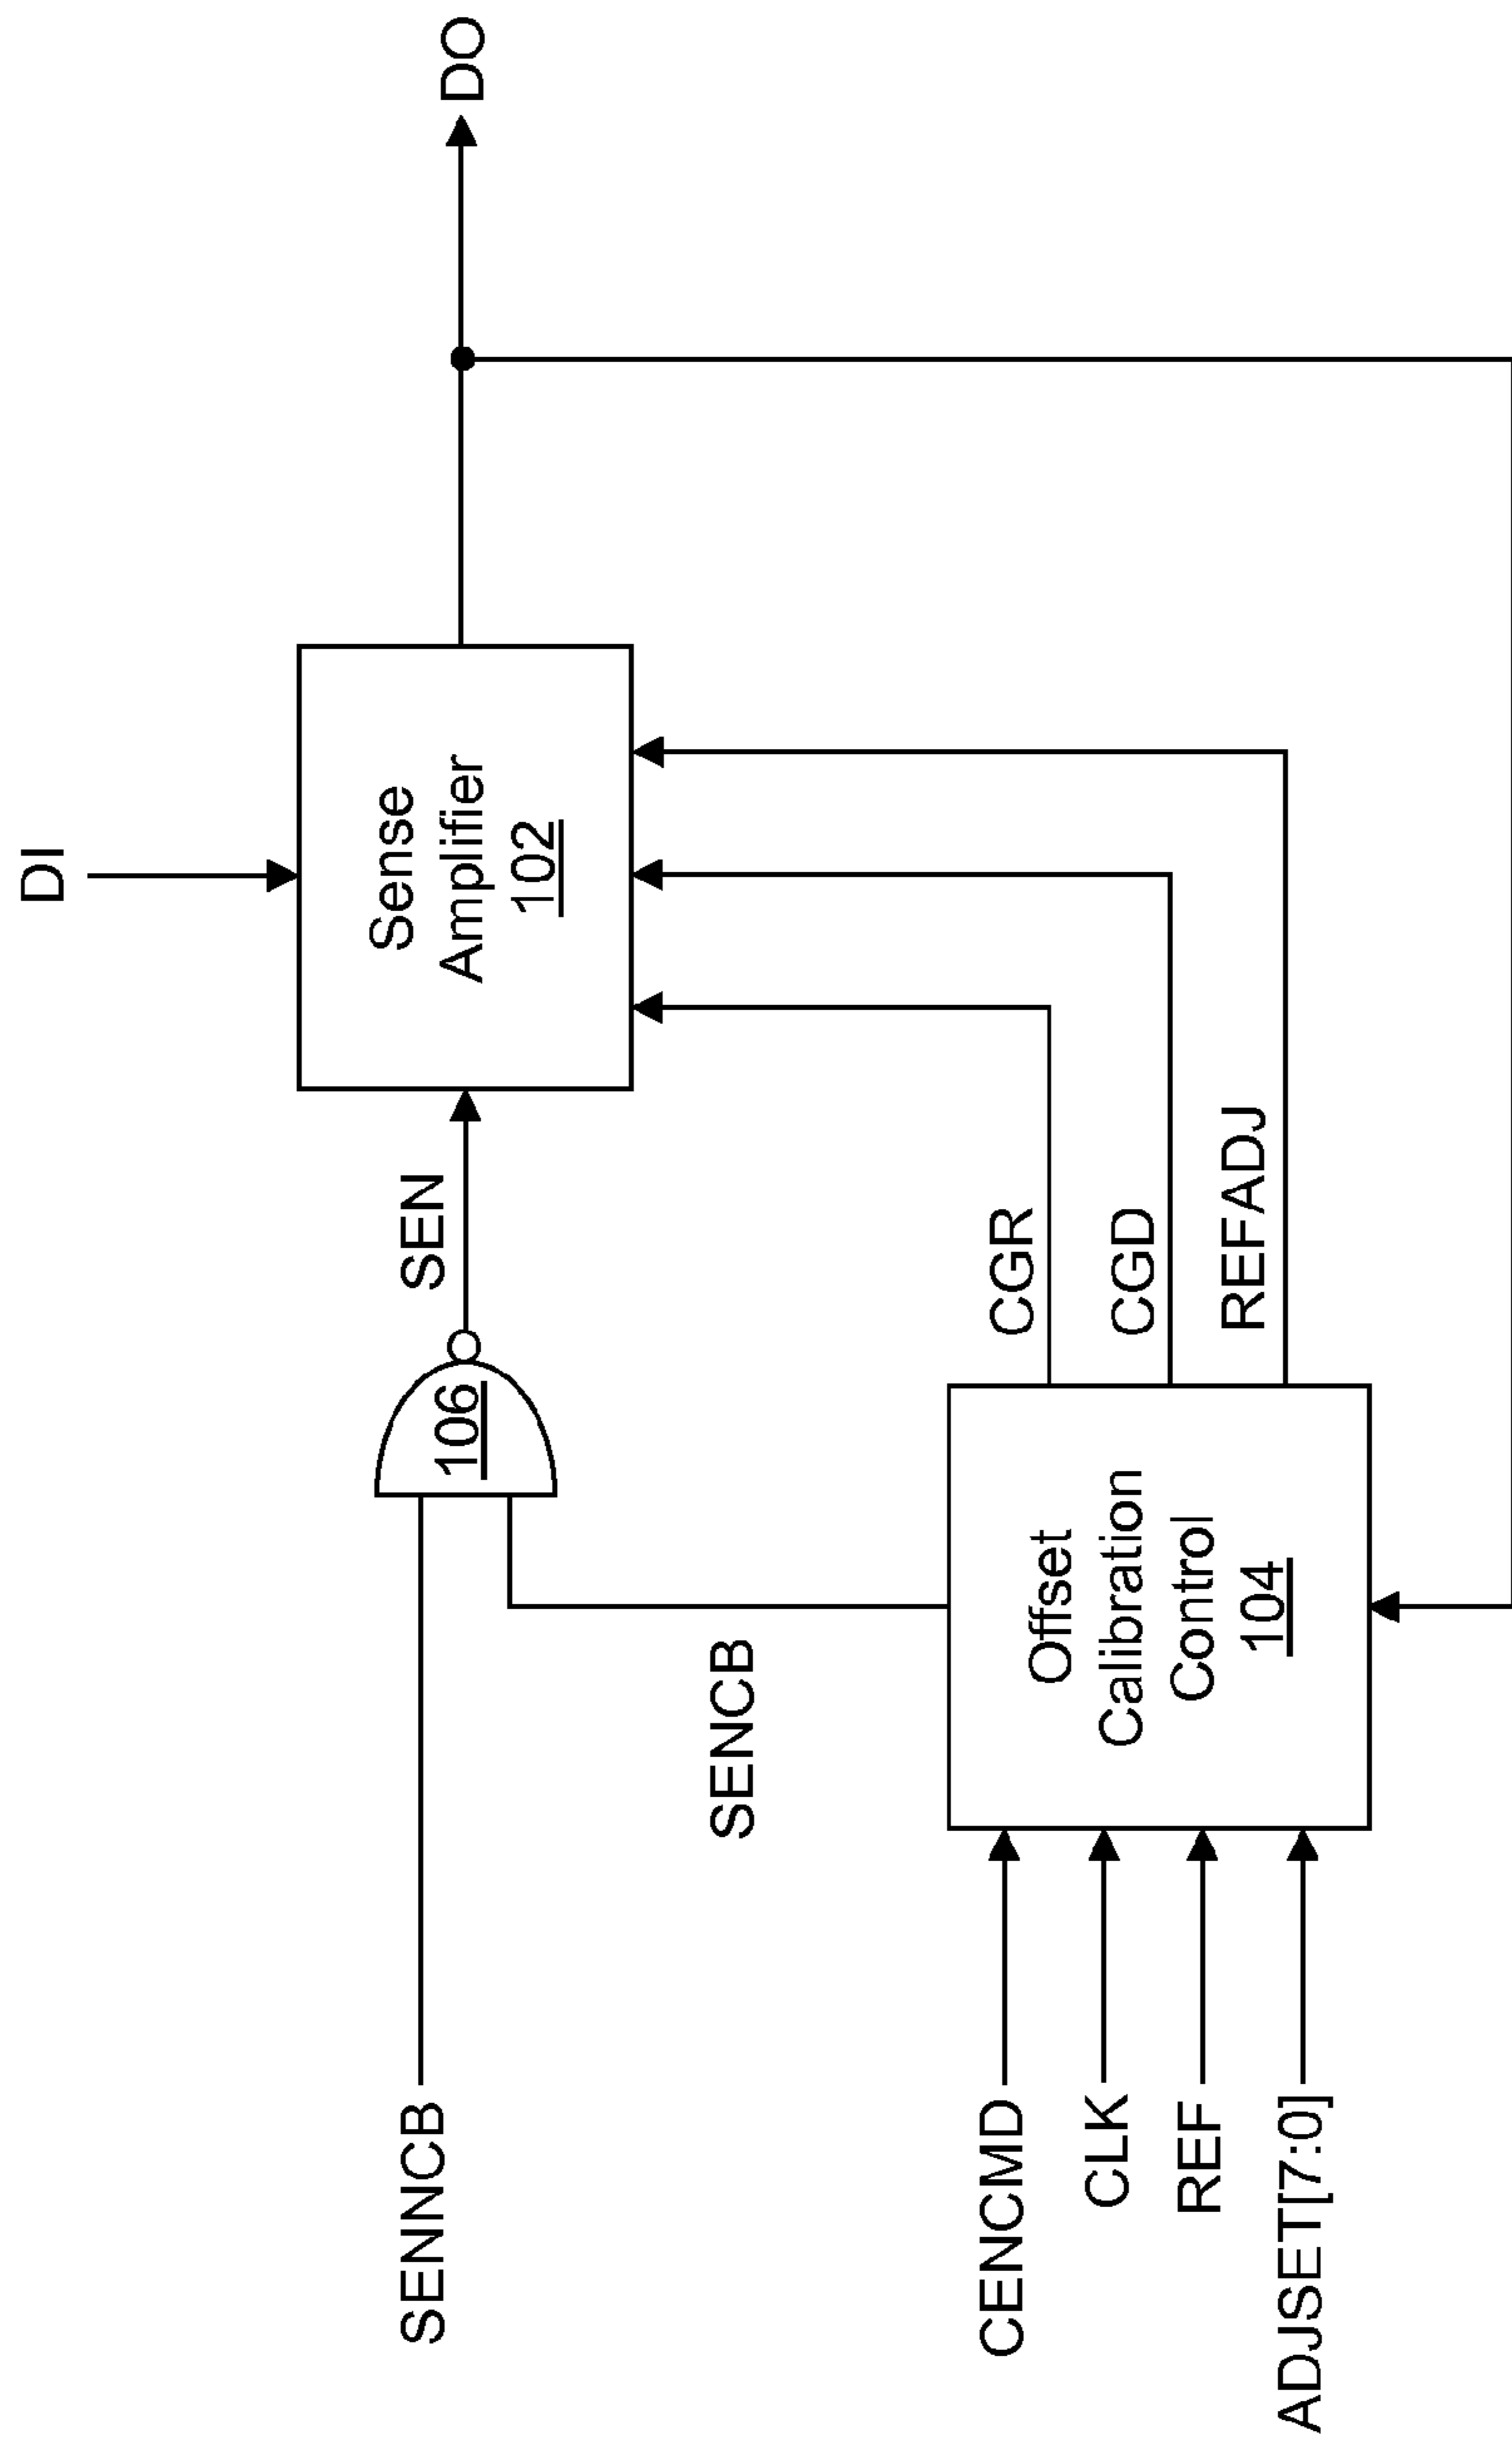 DI
SENNCB
106
SEN
Sense
Amplifier
102
DO
SENCB
CGR
CGD
REFADJ
CENCMD
CLK
REF
ADJSET[7:0]
Offset
Calibration
Control
104